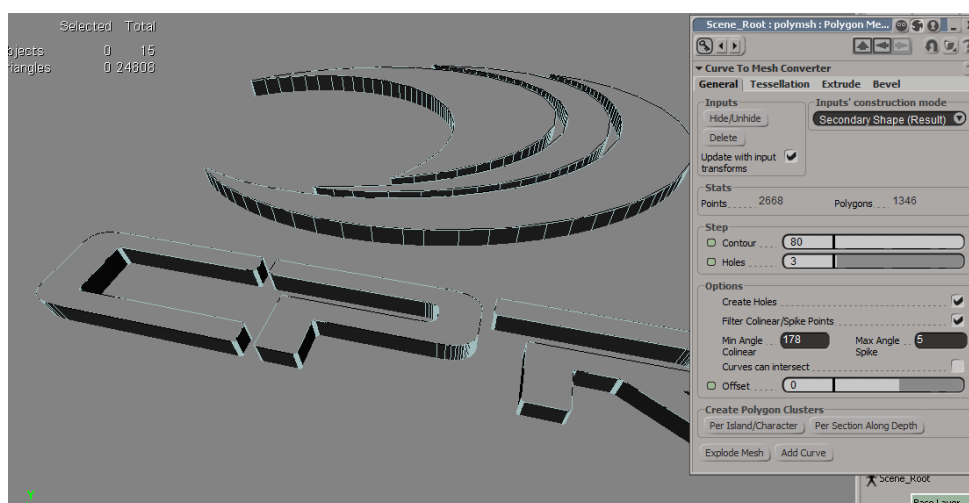 Selected Total
bjects 0 15
iangles 0 24808
Scene_Root : polymsh : Polygon Me...
Curve To Mesh Converter
General Tessellation Extrude Bevel
Inputs
Hide/Unhide
Delete
Update with input
transforms
Inputs' construction mode
Secondary Shape (Result)
Stats
Points 2668 Polygons 1346
Step
Contour 80
Holes 3
Options
Create Holes
Filter Colinear/Spike Points
Min Angle
Colinear 178 Max Angle
Spike 5
Curves can intersect
Offset 0
Create Polygon Clusters
Per Island/Character Per Section Along Depth
Explode Mesh Add Curve
Scene_Root
Y